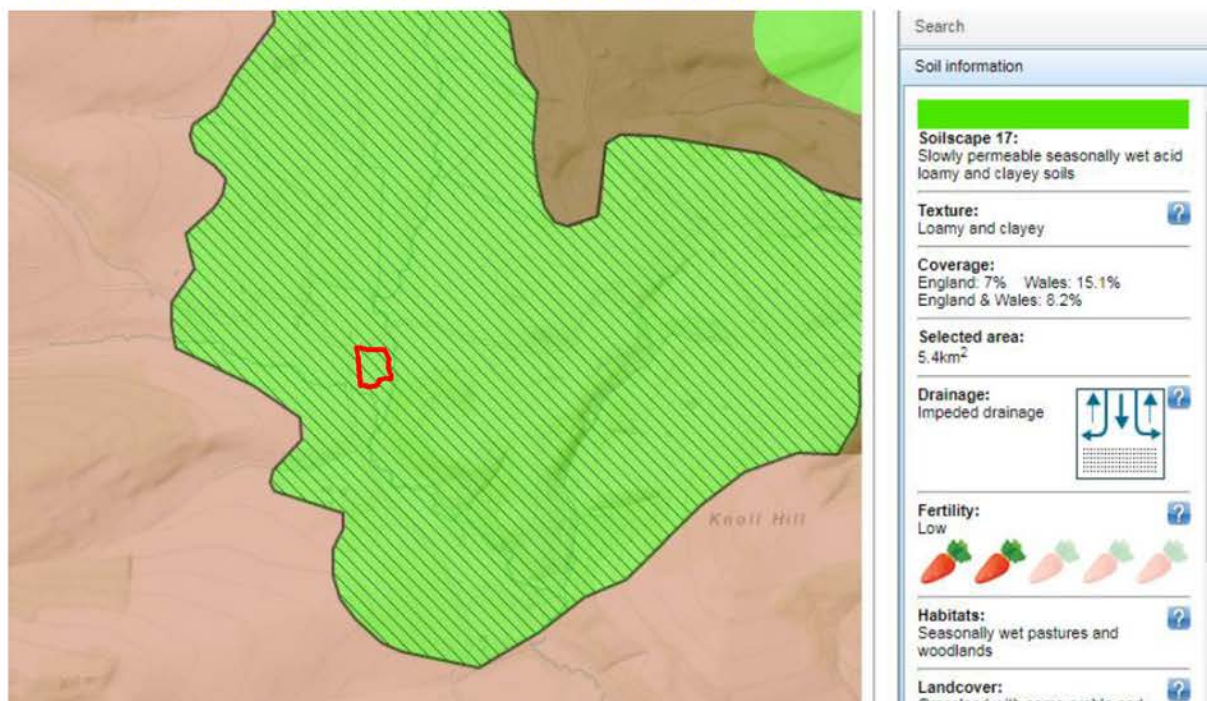 Search
Soil information
Soilscape 17:
Slowly permeable seasonally wet acid
loamy and clayey soils
Texture:
?
Loamy and clayey
Coverage:
England: 7% Wales: 15.1%
England & Wales: 8.2%
Selected area:
5.4km2
Drainage:
?
Impeded drainage
Knoll Hill
Fertility:
?
Low
Habitats:
?
Seasonally wet pastures and
woodlands
Landcover:
?